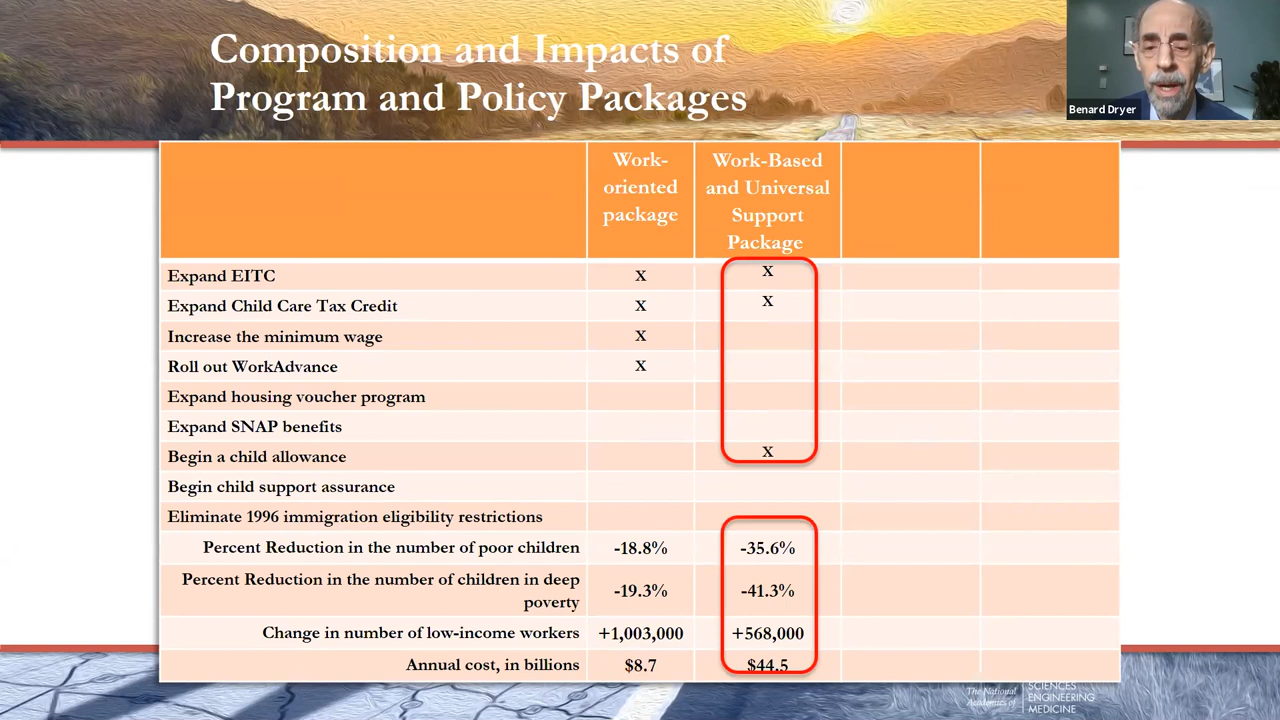 Composition and Impacts of
Program and Policy Packages
Benard Dryer
Work-
oriented
package
Work-Based
and Universal
Support
Package
Expand EITC X X
Expand Child Care Tax Credit X X
Increase the minimum wage X
Roll out WorkAdvance X
Expand housing voucher program
Expand SNAP benefits
Begin a child allowance X
Begin child support assurance
Eliminate 1996 immigration eligibility restrictions
Percent Reduction in the number of poor children -18.8% -35.6%
Percent Reduction in the number of children in deep
poverty -19.3% -41.3%
Change in number of low-income workers +1,003,000 +568,000
Annual cost, in billions $8.7 $44.5
The National
Academies of
SCIENCES
ENGINEERING
MEDICINE